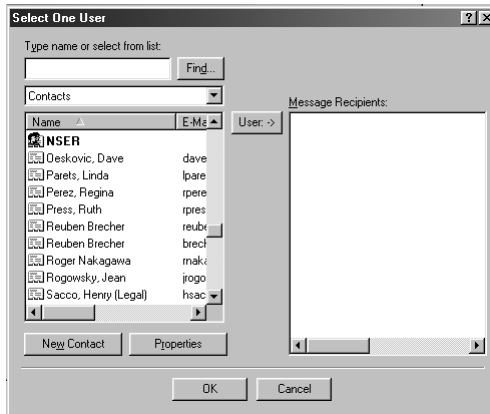 Select One User
Type name or select from list:
Find...
Contacts
Message Recipients:
Name E-Ma
User: ->
NSER
Oeskovic, Dave dave
Parets, Linda lpare
Perez, Regina rpere
Press, Ruth rpres
Reuben Brecher reube
Reuben Brecher brech
Roger Nakagawa rnaka
Rogowsky, Jean jrogo
Sacco, Henry (Legal) hsac
New Contact Properties
OK Cancel